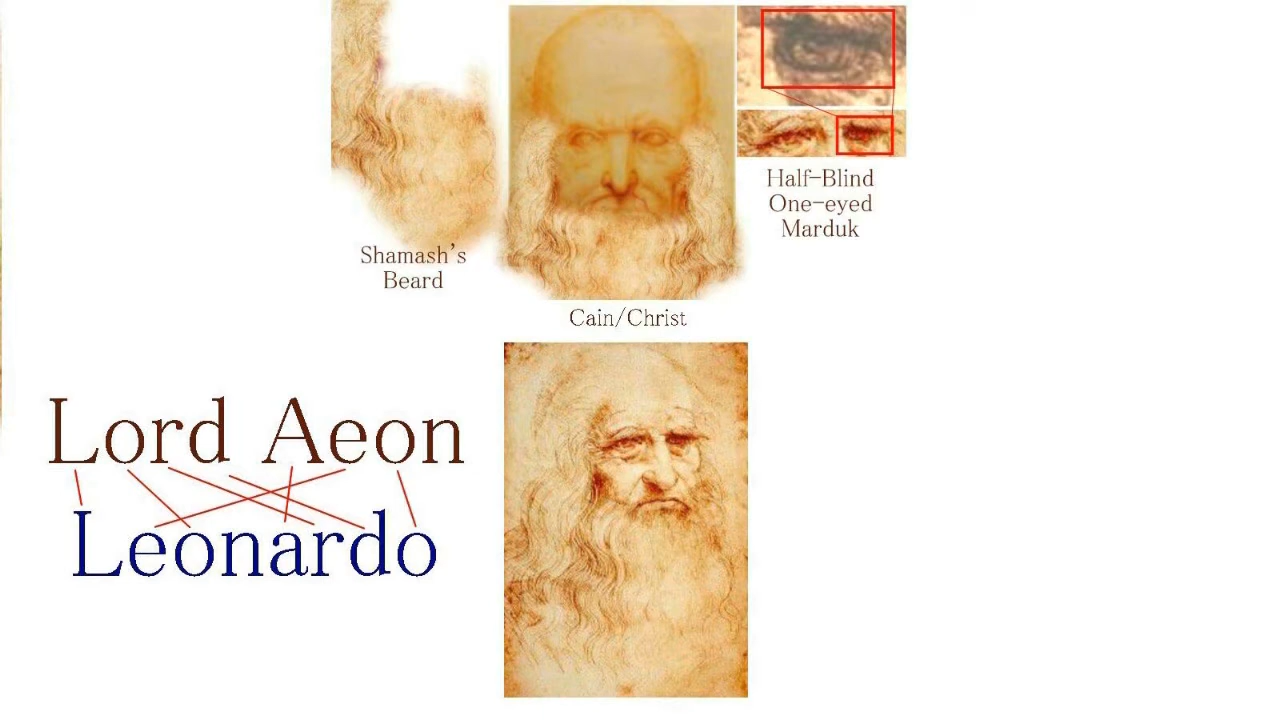 Half-Blind
One-eyed
Marduk
Shamash's
Beard
Cain/Christ
Lord Aeon
Leonardo